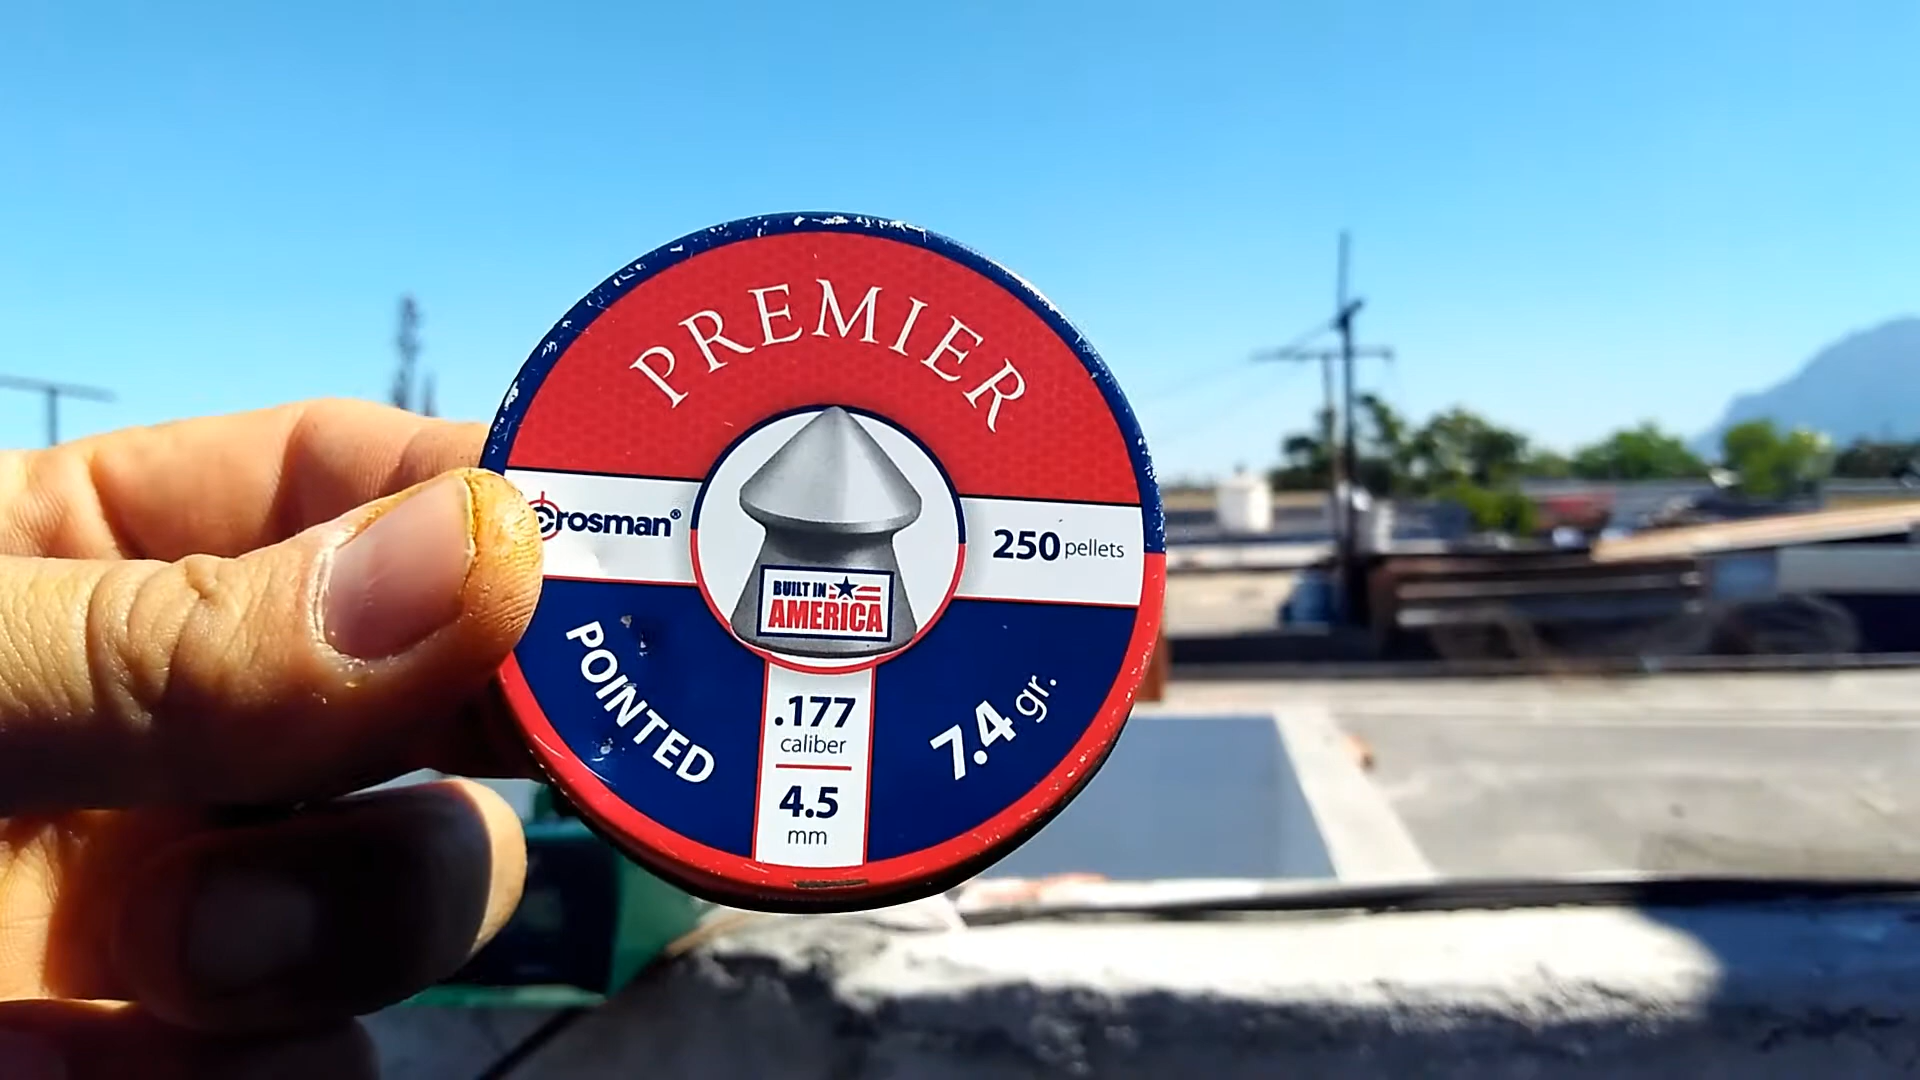 PREMIER
crosman®
250 pellets
BUILT IN
AMERICA
POINTED
.177
caliber
4.5
mm
7.4 gr.